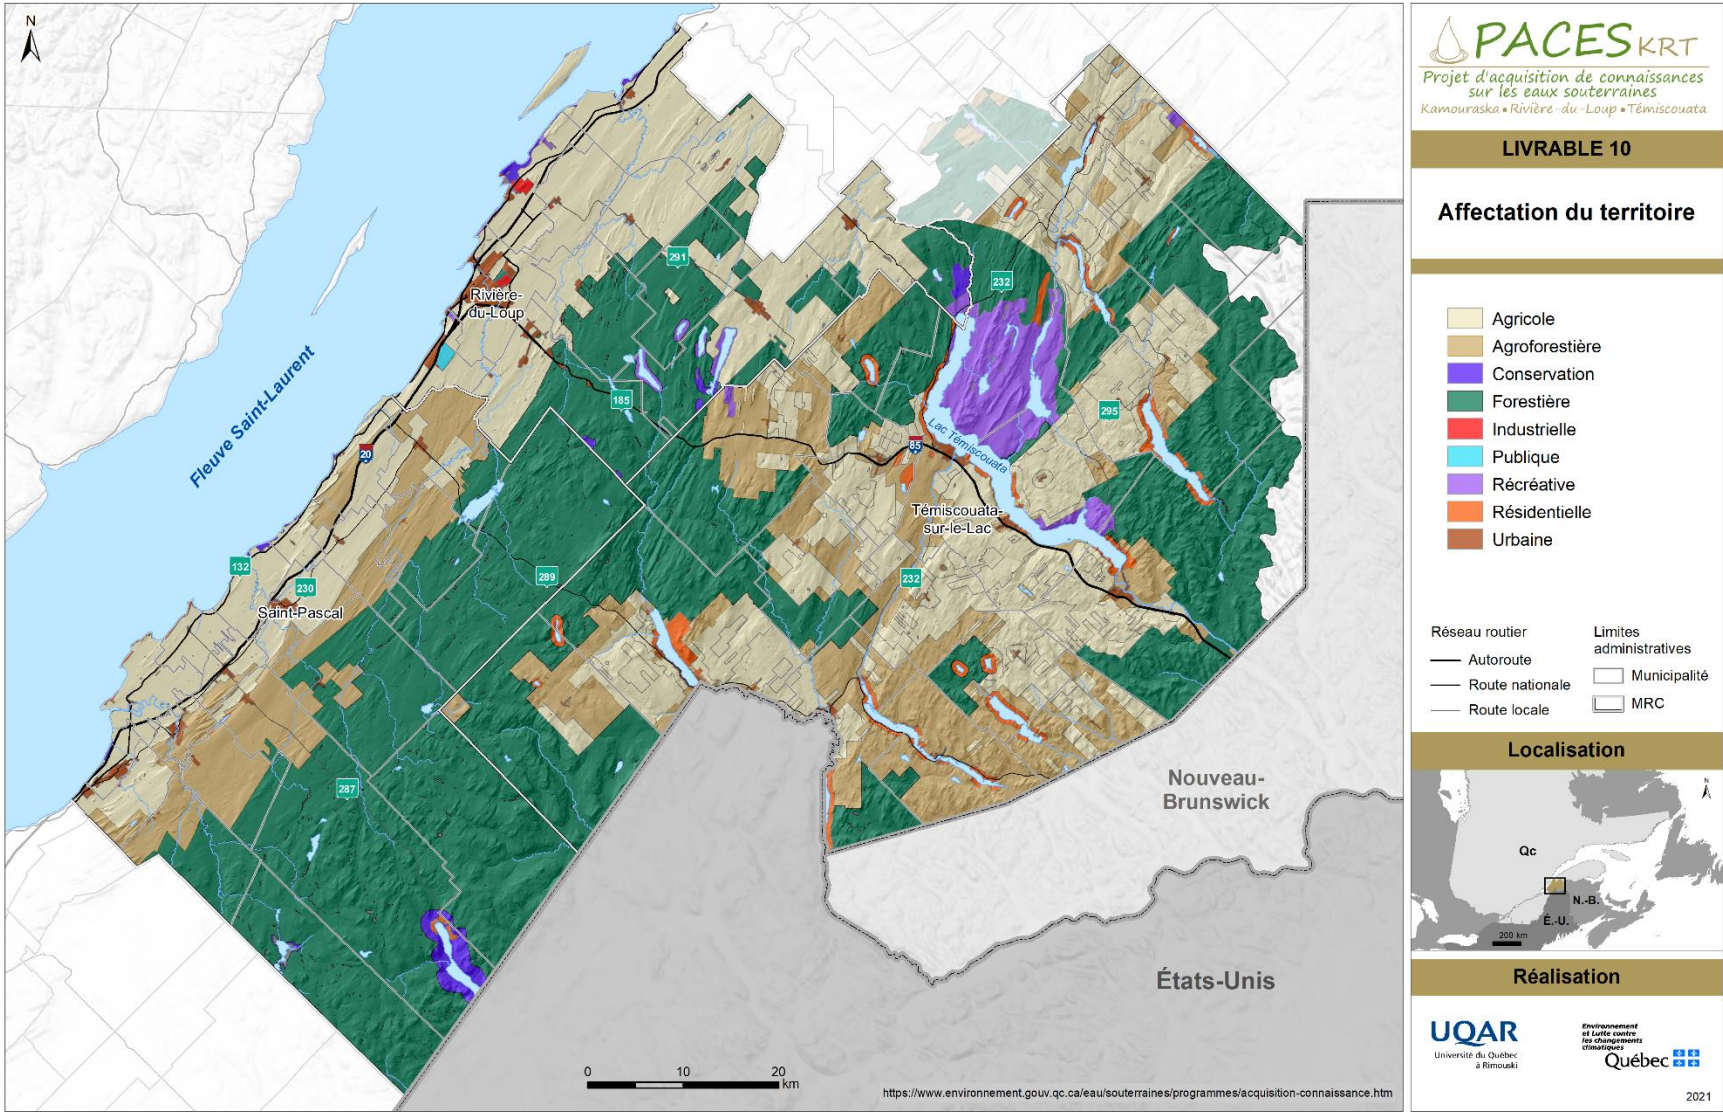 N
Fleuve Saint-Laurent
Rivière-
du-Loup
291
232
185
Lac Témiscouata
295
85
20
Témiscouata-
sur-le-Lac
132
230
289
232
Saint-Pascal
287
Nouveau-
Brunswick
États-Unis
0 10 20
km
https://www.environnement.gouv.qc.ca/eau/souterraines/programmes/acquisition-connaissance.htm
PACES KRT
Projet d'acquisition de connaissances
sur les eaux souterraines
Kamouraska • Rivière-du-Loup • Témiscouata
LIVRABLE 10
Affectation du territoire
Agricole
Agroforestière
Conservation
Forestière
Industrielle
Publique
Récréative
Résidentielle
Urbaine
Réseau routier
Autoroute
Route nationale
Route locale
Limites
administratives
Municipalité
MRC
Localisation
N
Qc
N.-B.
É.-U.
200 km
Réalisation
UQAR
Université du Québec
à Rimouski
Environnement
et Lutte contre
les changements
climatiques
Québec
2021